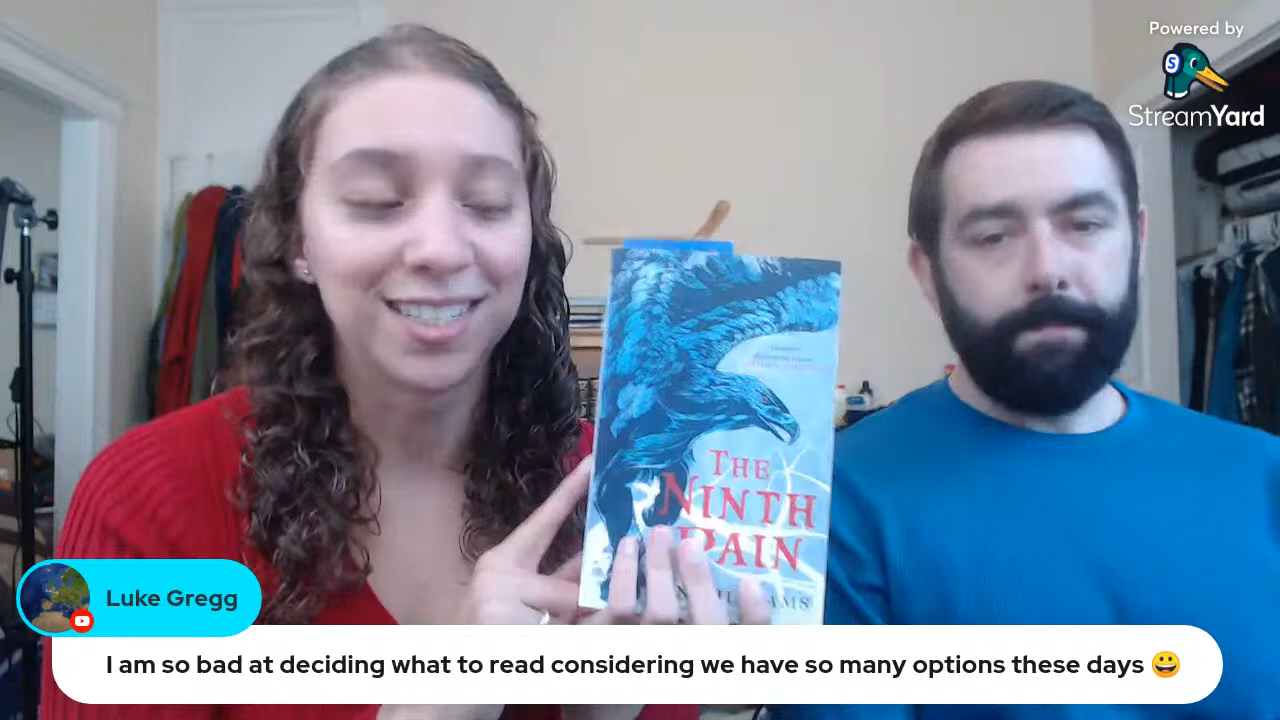 Powered by
StreamYard
THE
NINTH
RAIN
Luke Gregg
I am so bad at deciding what to read considering we have so many options these days 😀